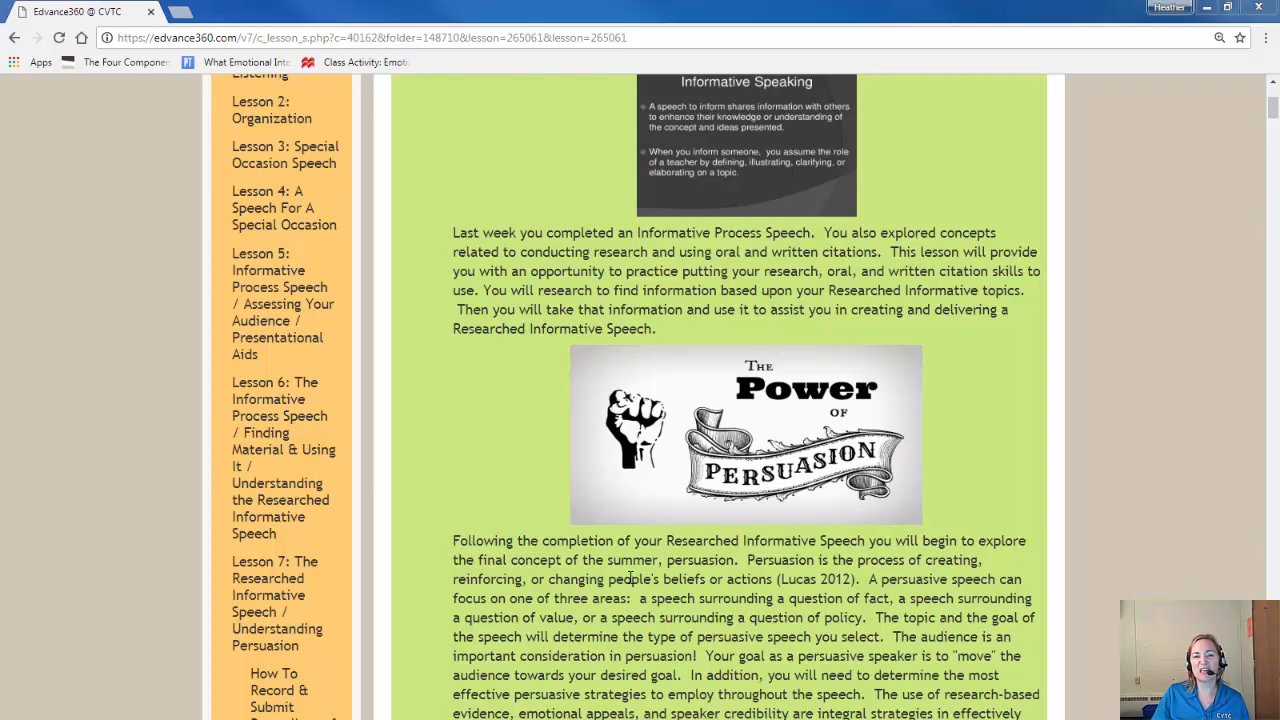 Welcome to CVTC @ 3D
Heather
https://edvance360.com/v7/c_lesson_s.php?c=40162&folder=148710&lesson=265061&lesson=265061
Apps
The Four Componen
What Emotional Inte
Class Activity: Emoti
Listening
Lesson 2:
Organization
Lesson 3: Special
Occasion Speech
Lesson 4: A
Speech For A
Special Occasion
Lesson 5:
Informative
Process Speech
/ Assessing Your
Audience /
Presentational
Aids
Lesson 6: The
Informative
Process Speech
/ Finding
Material & Using
It /
Understanding
the Researched
Informative
Speech
Lesson 7: The
Researched
Informative
Speech /
Understanding
Persuasion
How To
Record &
Submit
Informative Speaking
A speech to inform shares information with others
to enhance their knowledge or understanding of
the concept and ideas presented.
When you inform someone, you assume the role
of a teacher by defining, illustrating, clarifying, or
elaborating on a topic.
Last week you completed an Informative Process Speech. You also explored concepts
related to conducting research and using oral and written citations. This lesson will provide
you with an opportunity to practice putting your research, oral, and written citation skills to
use. You will research to find information based upon your Researched Informative topics.
Then you will take that information and use it to assist you in creating and delivering a
Researched Informative Speech.
The
Power
of
Persuasion
Following the completion of your Researched Informative Speech you will begin to explore
the final concept of the summer, persuasion. Persuasion is the process of creating,
reinforcing, or changing people's beliefs or actions (Lucas 2012). A persuasive speech can
focus on one of three areas: a speech surrounding a question of fact, a speech surrounding
a question of value, or a speech surrounding a question of policy. The topic and the goal of
the speech will determine the type of persuasive speech you select. The audience is an
important consideration in persuasion! Your goal as a persuasive speaker is to "move" the
audience towards your desired goal. In addition, you will need to determine the most
effective persuasive strategies to employ throughout the speech. The use of research-based
evidence, emotional appeals, and speaker credibility are integral strategies in effectively
CVTC